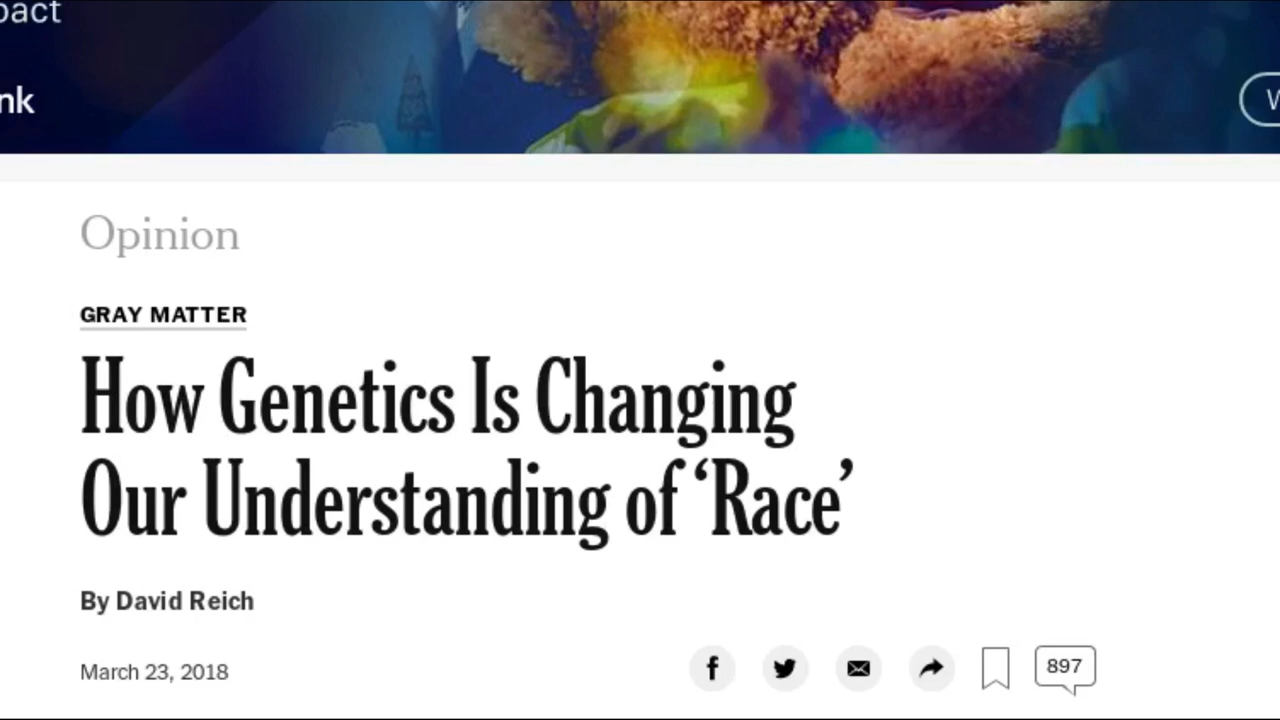 pact
nk
W
Opinion
GRAY MATTER
How Genetics Is Changing
Our Understanding of ‘Race’
By David Reich
March 23, 2018
897